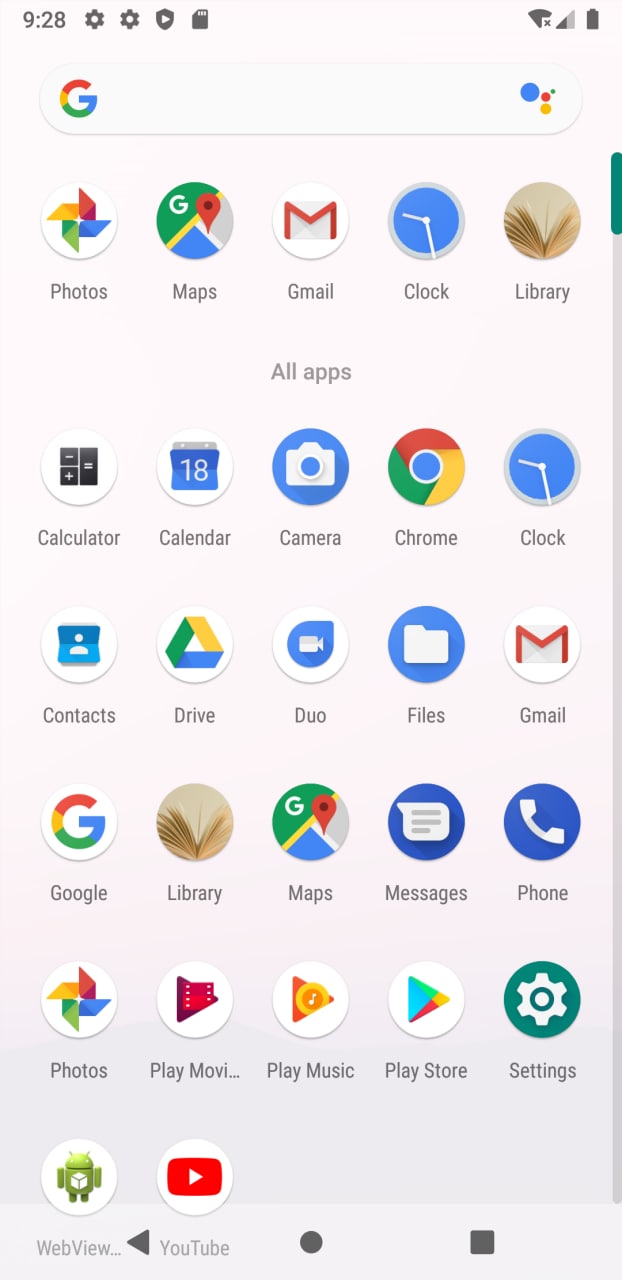 9:28
Photos Maps Gmail Clock Library
All apps
Calculator Calendar Camera Chrome Clock
Contacts Drive Duo Files Gmail
Google Library Maps Messages Phone
Photos Play Movi… Play Music Play Store Settings
WebView… YouTube